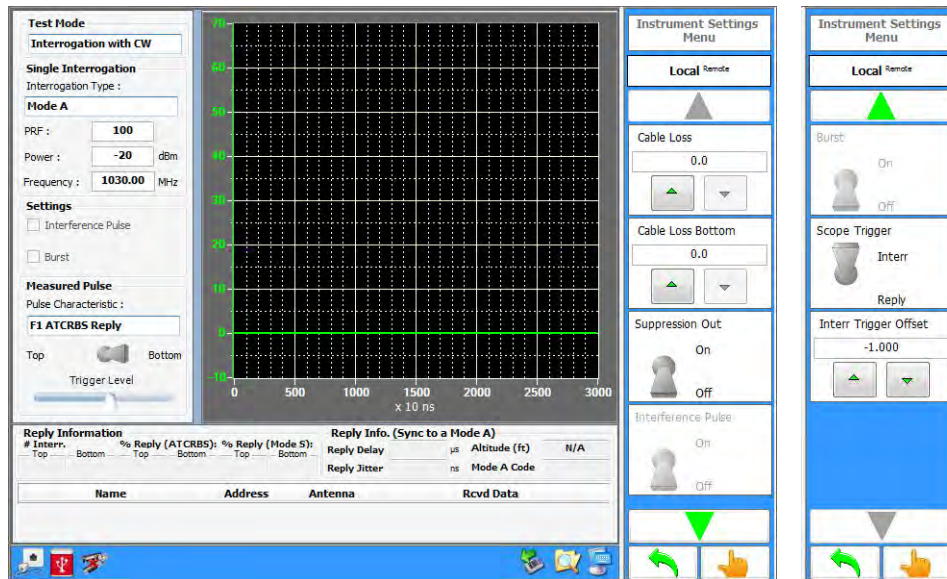 Test Mode
Interrogation with CW
Single Interrogation
Interrogation Type :
Mode A
PRF : 100
Power : -20 dBm
Frequency : 1030.00 MHz
Settings
Interference Pulse
Burst
Measured Pulse
Pulse Characteristic :
F1 ATCRBS Reply
Top Bottom
Trigger Level
70
60
50
40
30
20
10
0
-10
0 500 1000 1500 2000 2500 3000
x 10 ns
Reply Information
# Interr. % Reply (ATCRBS): % Reply (Mode S):
Top Bottom Top Bottom Top Bottom
Reply Info. (Sync to a Mode A)
Reply Delay µs Altitude (ft) N/A
Reply Jitter ns Mode A Code
Name Address Antenna Rcvd Data
Instrument Settings
Menu
Local Remote
Cable Loss
0.0
Cable Loss Bottom
0.0
Suppression Out
On
Off
Interference Pulse
On
Off
Instrument Settings
Menu
Local Remote
Burst
On
Off
Scope Trigger
Interr
Reply
Interr Trigger Offset
-1.000